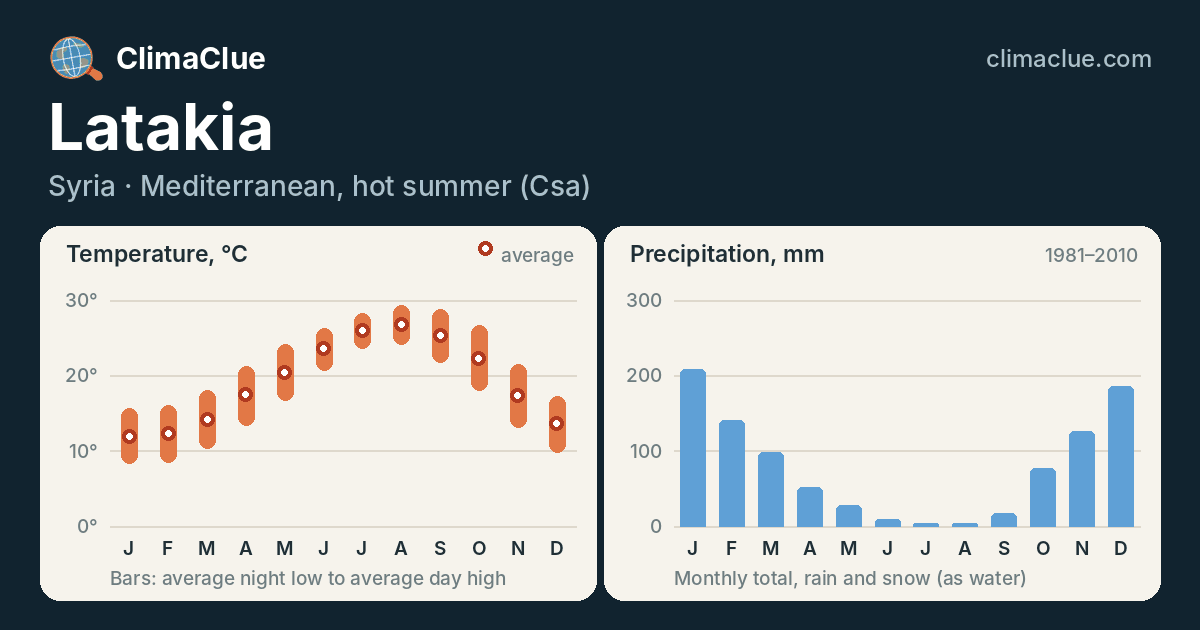 ClimaClue
climaclue.com
Latakia
Syria · Mediterranean, hot summer (Csa)
Temperature, °C
average
30°
20°
10°
0°
J F M A M J J A S O N D
Bars: average night low to average day high
Precipitation, mm
1981–2010
300
200
100
0
J F M A M J J A S O N D
Monthly total, rain and snow (as water)